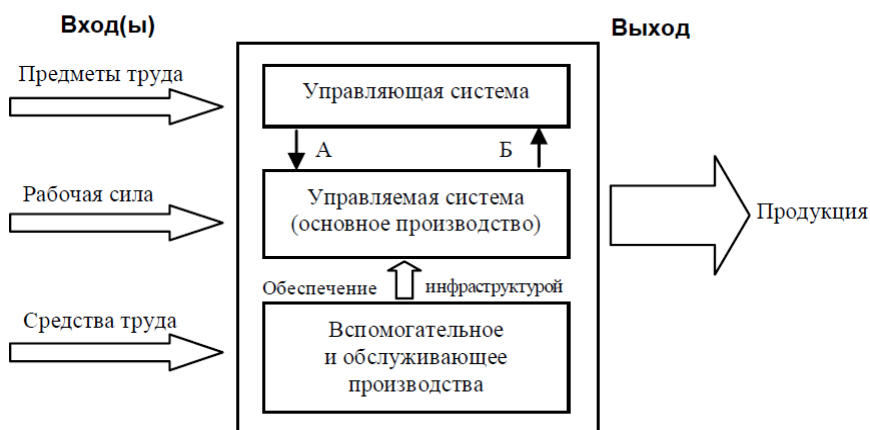 Вход(ы)
Выход
Предметы труда
Управляющая система
А
Б
Рабочая сила
Управляемая система
(основное производство)
Продукция
Обеспечение инфраструктурой
Средства труда
Вспомогательное
и обслуживающее
производства